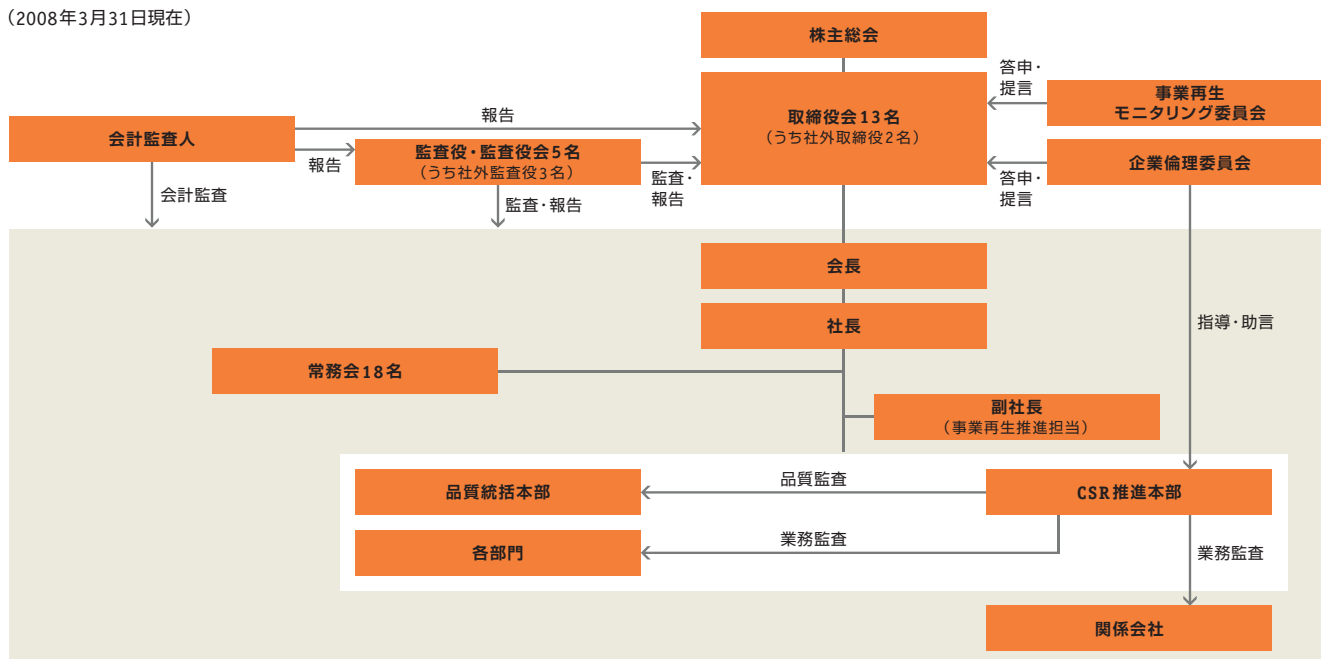 （2008年3月31日現在）
株主総会
答申・
提言
事業再生
モニタリング委員会
取締役会13名
（うち社外取締役2名）
報告
会計監査人
報告
監査役・監査役会5名
（うち社外監査役3名）
監査・
報告
答申・
提言
企業倫理委員会
会計監査
監査・報告
会長
社長
指導・助言
常務会18名
副社長
（事業再生推進担当）
品質統括本部
品質監査
CSR推進本部
各部門
業務監査
業務監査
関係会社